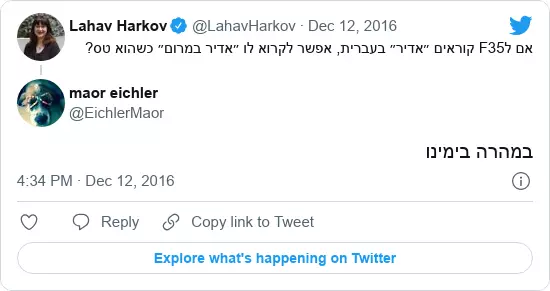 Lahav Harkov @LahavHarkov · Dec 12, 2016
אם לF35 קוראים ״אדיר״ בעברית, אפשר לקרוא לו ״אדיר במרום״ כשהוא טס?
maor eichler
@EichlerMaor
במהרה בימינו
4:34 PM · Dec 12, 2016
Reply Copy link to Tweet
Explore what's happening on Twitter